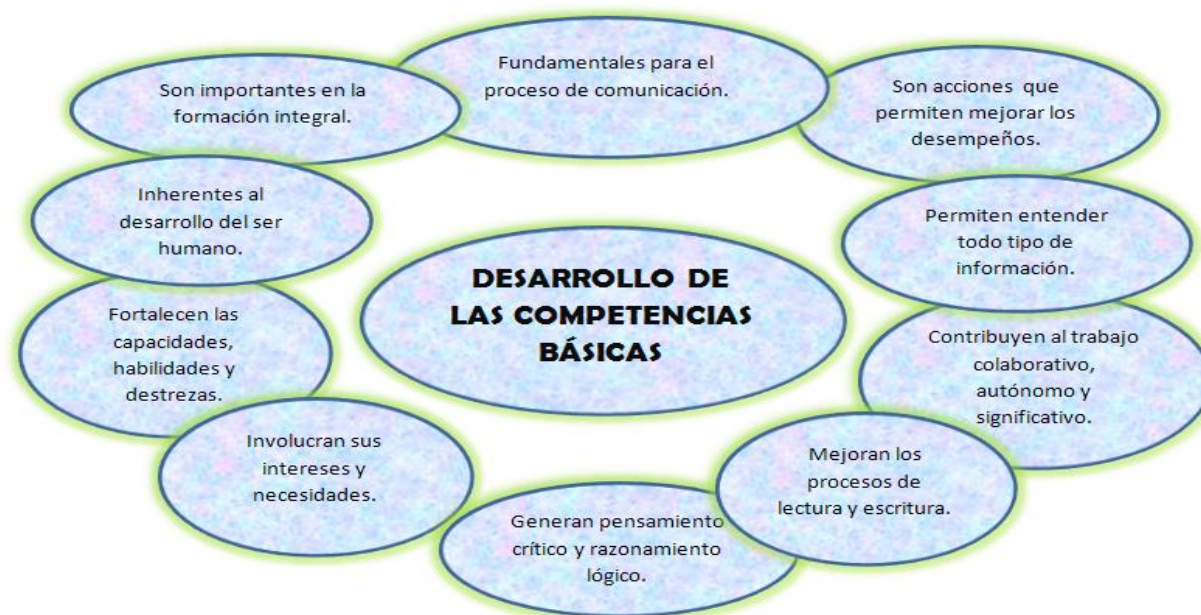 Fundamentales para el
proceso de comunicación.
Son acciones que
permiten mejorar los
desempeños.
Permiten entender
todo tipo de
información.
Contribuyen al trabajo
colaborativo,
autónomo y
significativo.
Mejoran los
procesos de
lectura y escritura.
Generan pensamiento
crítico y razonamiento
lógico.
Involucran sus
intereses y
necesidades.
Fortalecen las
capacidades,
habilidades y
destrezas.
Inherentes al
desarrollo del ser
humano.
Son importantes en la
formación integral.
DESARROLLO DE
LAS COMPETENCIAS
BÁSICAS